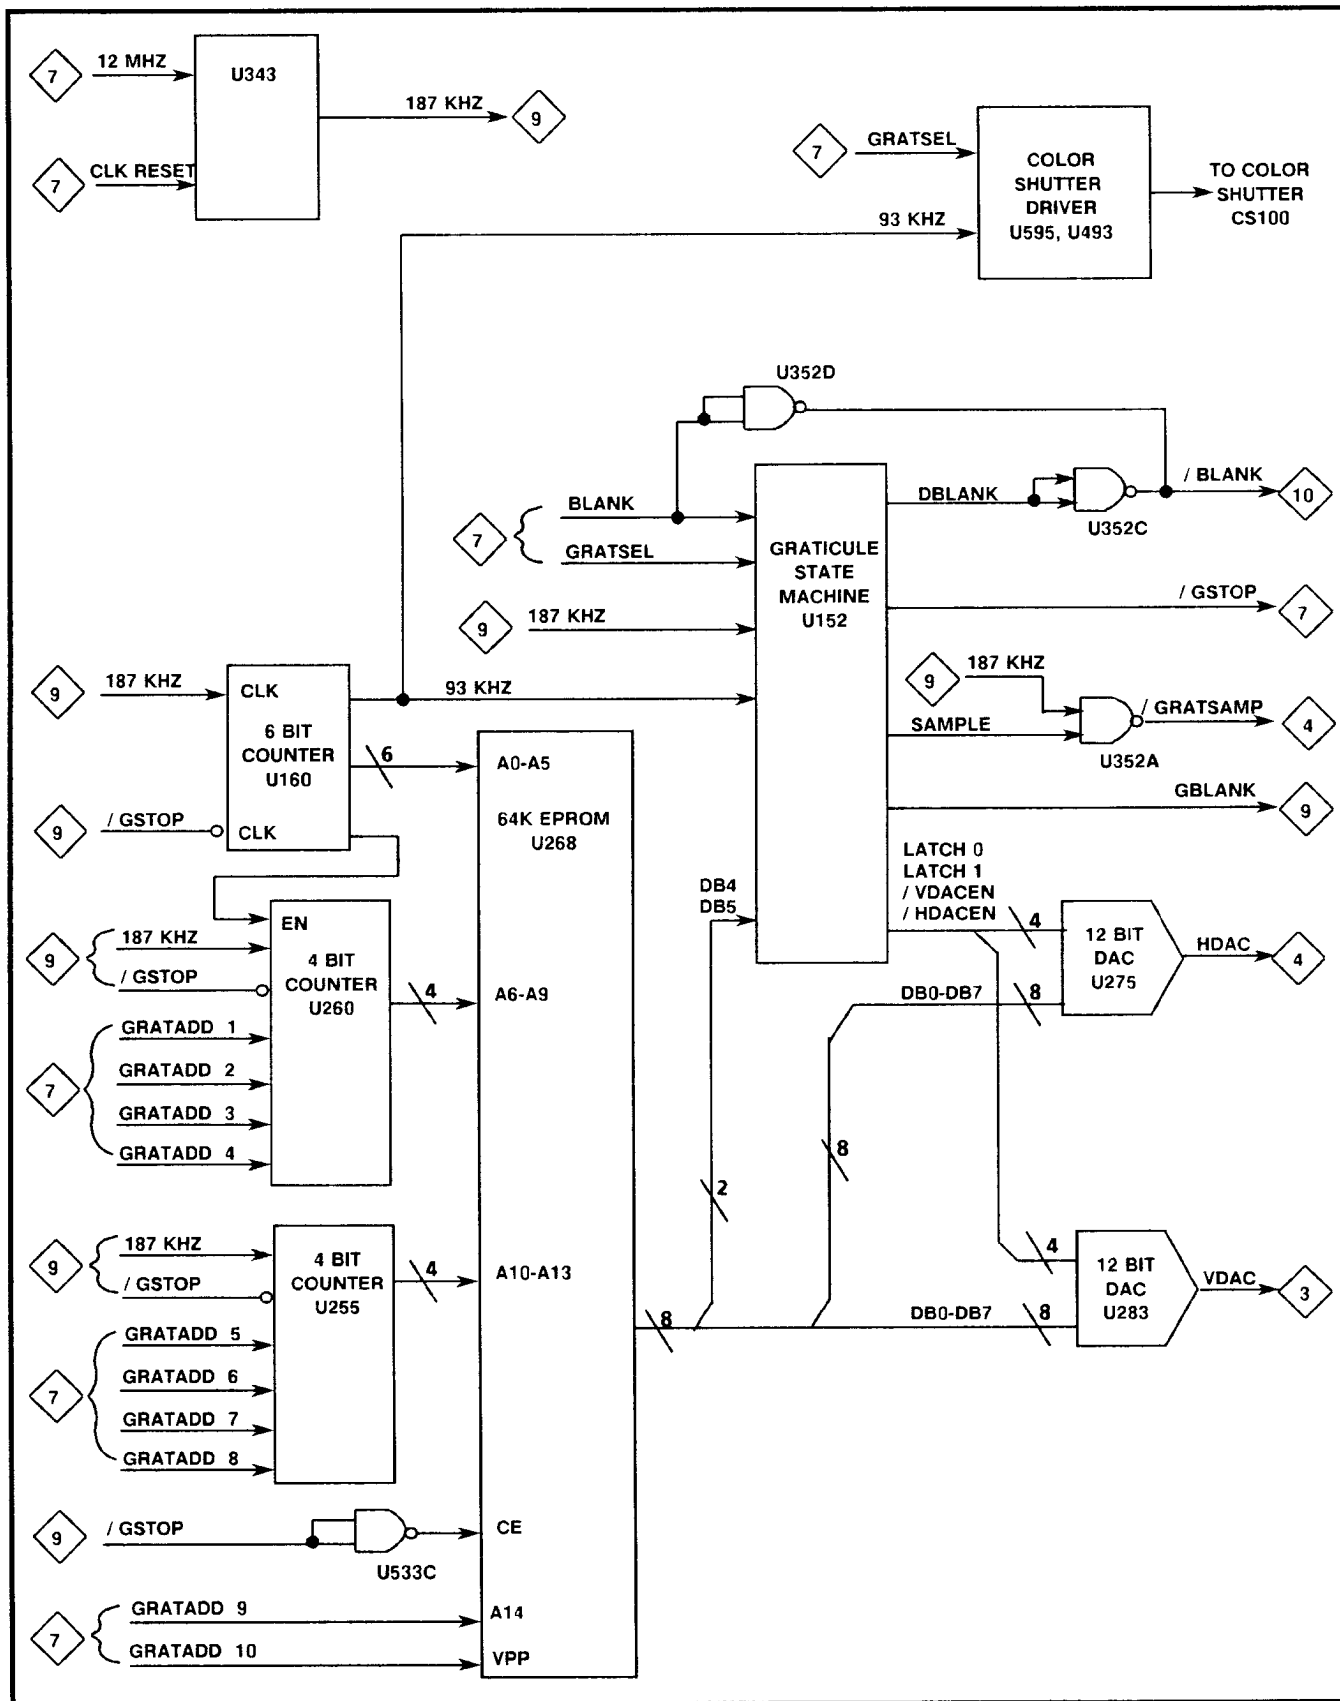 7
12 MHZ
U343
187 KHZ
9
7
CLK RESET
7
GRATSEL
COLOR
SHUTTER
DRIVER
U595, U493
TO COLOR
SHUTTER
CS100
93 KHZ
U352D
7
BLANK
GRATSEL
9
187 KHZ
GRATICULE
STATE
MACHINE
U152
DBLANK
U352C
/ BLANK
10
/ GSTOP
7
187 KHZ
9
SAMPLE
U352A
/ GRATSAMP
4
GBLANK
9
9
187 KHZ
CLK
6 BIT
COUNTER
U160
93 KHZ
6
9
/ GSTOP
CLK
A0-A5
64K EPROM
U268
DB4
DB5
LATCH 0
LATCH 1
/ VDACEN
/ HDACEN
4
12 BIT
DAC
U275
HDAC
4
DB0-DB7
8
EN
9
187 KHZ
/ GSTOP
4 BIT
COUNTER
U260
4
A6-A9
7
GRATADD 1
GRATADD 2
GRATADD 3
GRATADD 4
8
2
9
187 KHZ
/ GSTOP
4 BIT
COUNTER
U255
4
A10-A13
4
12 BIT
DAC
U283
VDAC
3
8
DB0-DB7
8
7
GRATADD 5
GRATADD 6
GRATADD 7
GRATADD 8
9
/ GSTOP
U533C
CE
7
GRATADD 9
A14
GRATADD 10
VPP